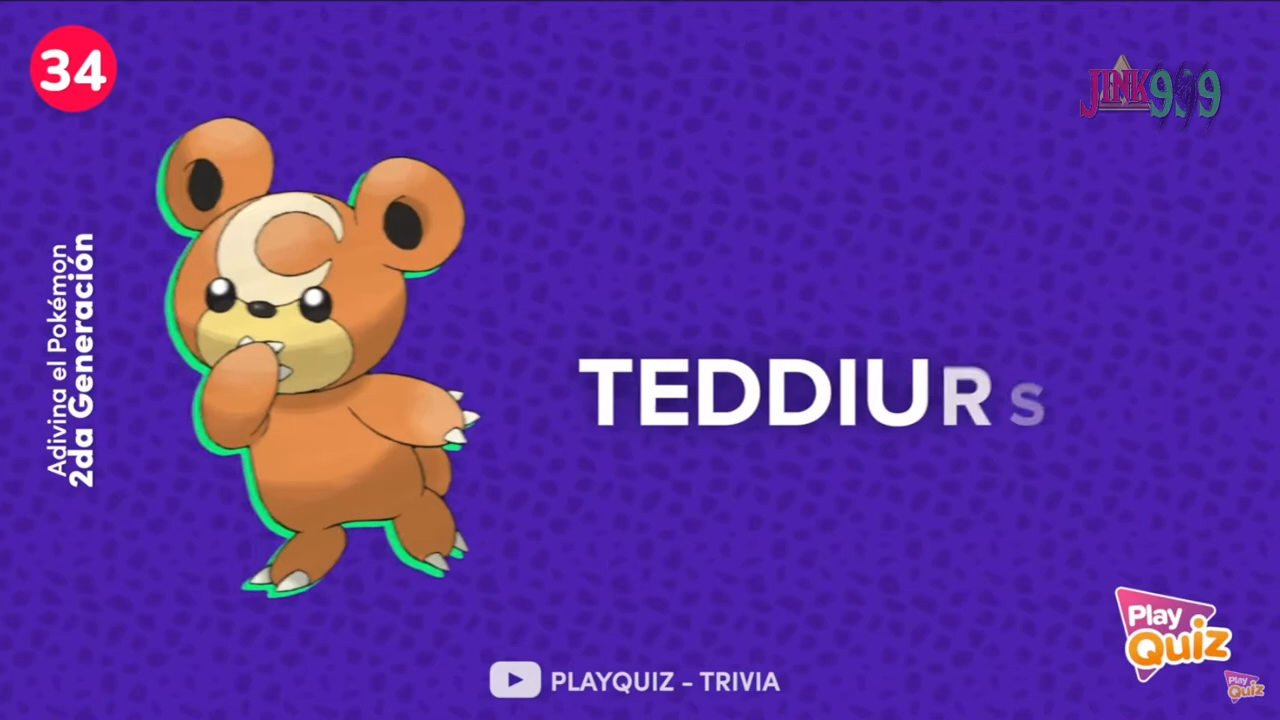 34
JINK999
Adivina el Pokémon
2da Generación
TEDDIURS
Play
Quiz
Play
Quiz
PLAYQUIZ - TRIVIA